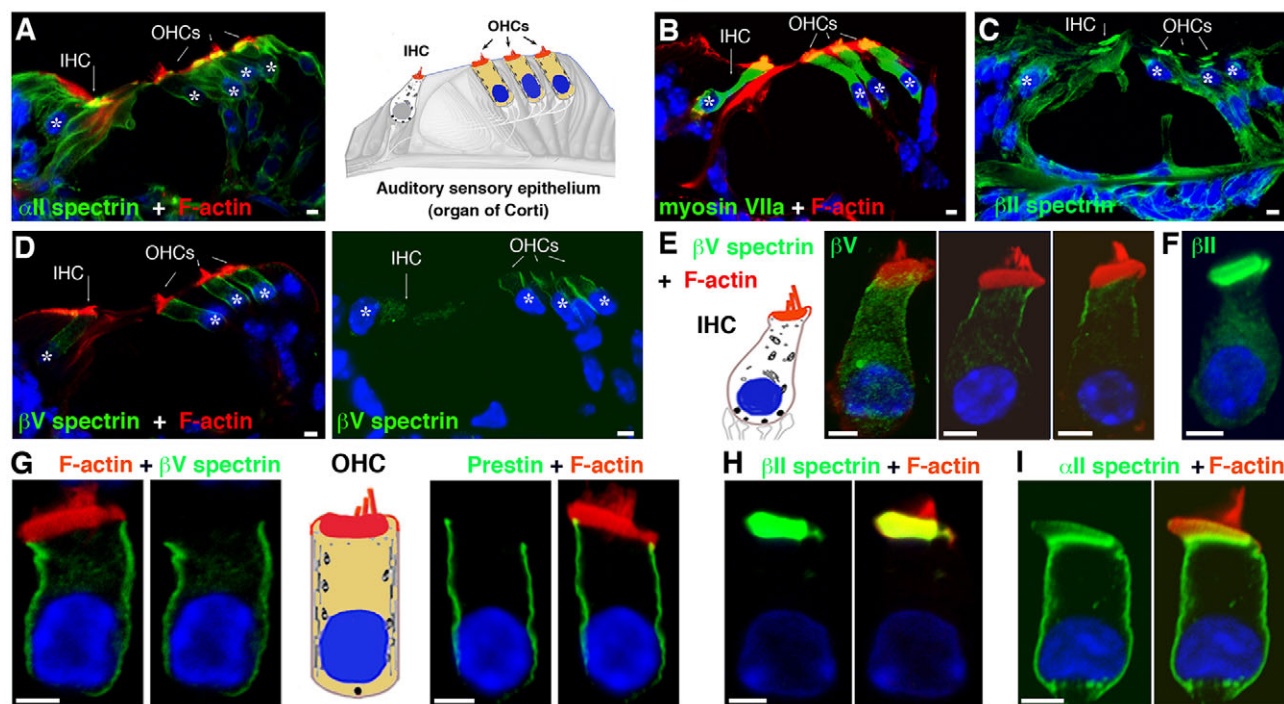 A
IHC
OHCs
αII spectrin + F-actin
IHC
OHCs
Auditory sensory epithelium
(organ of Corti)
B
IHC
OHCs
myosin VIIa + F-actin
C
IHC
OHCs
βII spectrin
D
IHC
OHCs
βV spectrin + F-actin
IHC
OHCs
βV spectrin
E
βV spectrin
+ F-actin
IHC
βV
F
βII
G
F-actin + βV spectrin
OHC
Prestin + F-actin
H
βII spectrin + F-actin
I
αII spectrin + F-actin